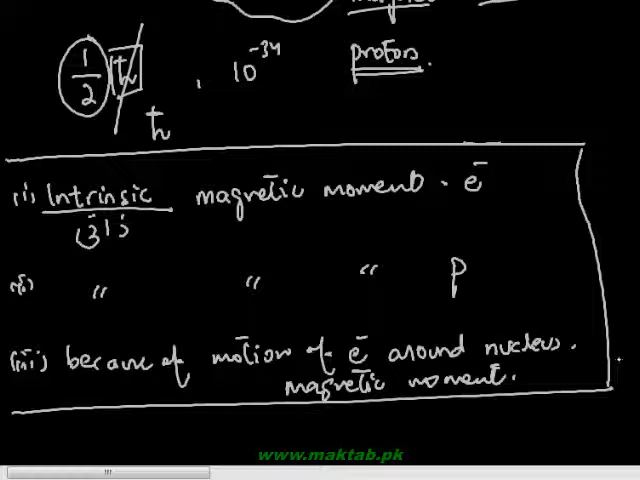 1/2 ħ , 10^-34 protons.
ħ
(i) Intrinsic magnetic moment . e⁻
(ii) " " " P
(iii) because of motion of e⁻ around nucleus.
magnetic moment.
www.maktab.pk